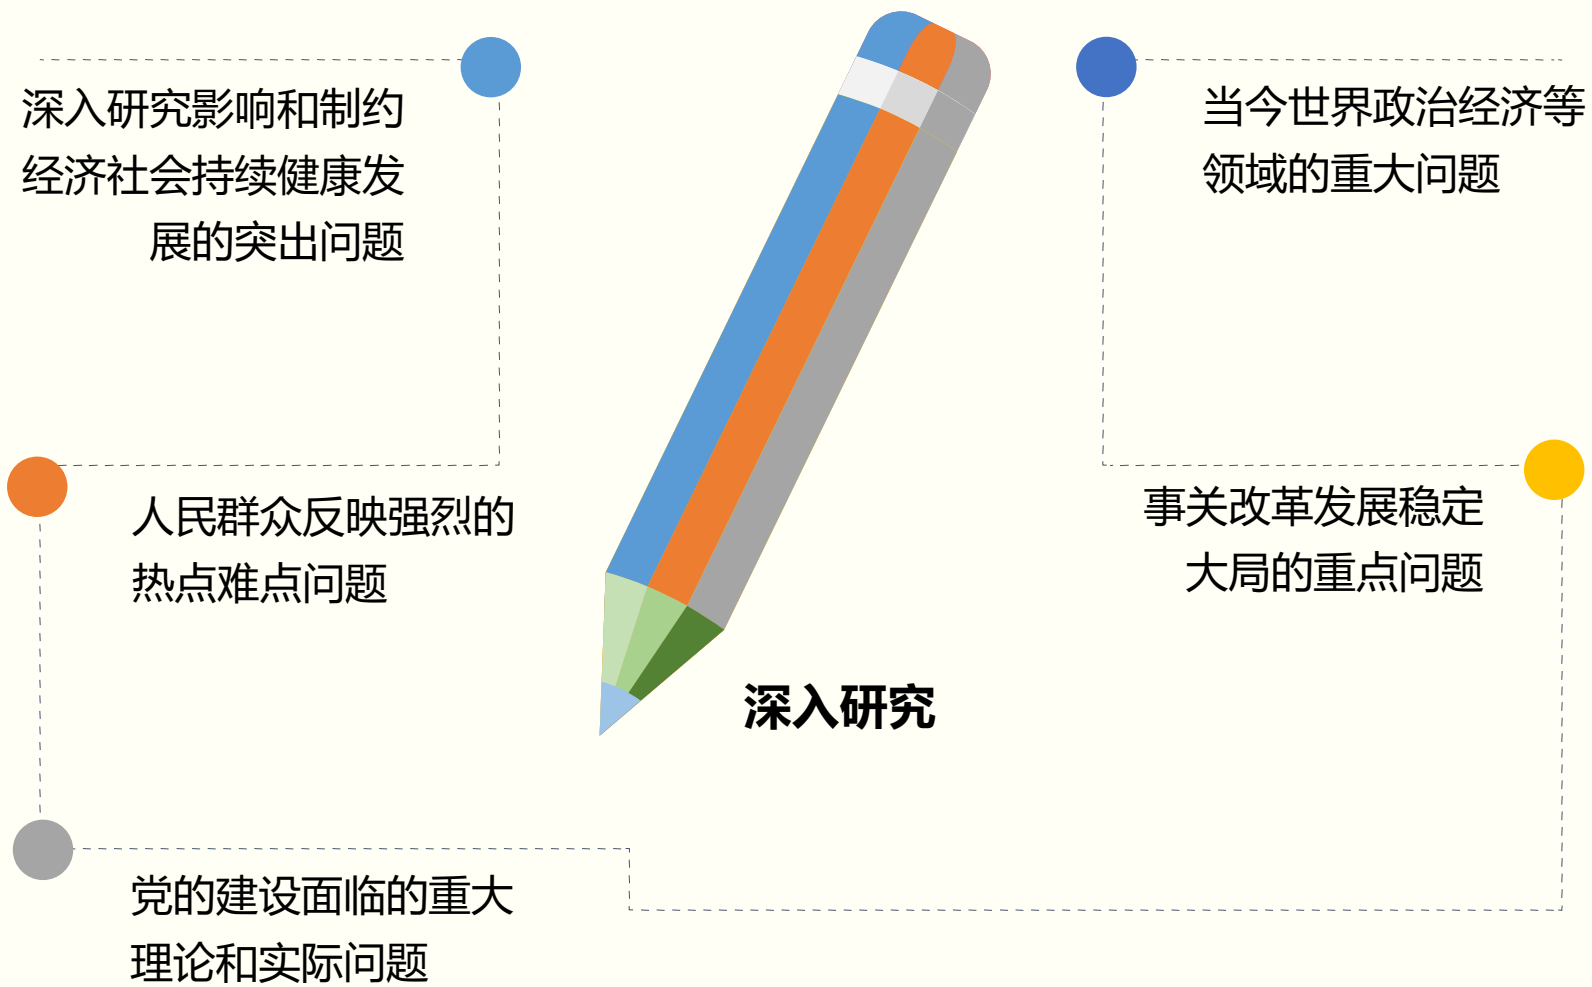 深入研究影响和制约
经济社会持续健康发
展的突出问题
人民群众反映强烈的
热点难点问题
党的建设面临的重大
理论和实际问题
深入研究
当今世界政治经济等
领域的重大问题
事关改革发展稳定
大局的重点问题